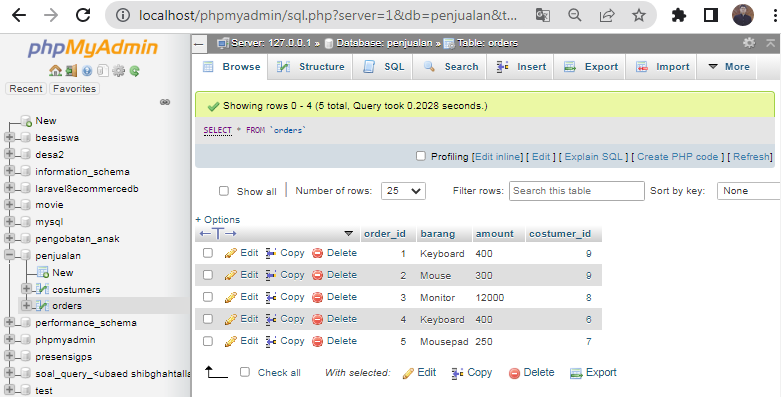 localhost/phpmyadmin/sql.php?server=1&db=penjualan&t...
phpMyAdmin
Recent Favorites
New
beasiswa
desa2
information_schema
laravel8ecommercedb
movie
mysql
pengobatan_anak
penjualan
New
costumers
orders
performance_schema
phpmyadmin
presensigps
soal_query_<ubaed shibghahtalla
test
Server: 127.0.0.1 » Database: penjualan » Table: orders
Browse Structure SQL Search Insert Export Import More
Showing rows 0 - 4 (5 total, Query took 0.2028 seconds.)
SELECT * FROM `orders`
Profiling [Edit inline] [ Edit ] [ Explain SQL ] [ Create PHP code ] [ Refresh]
Show all Number of rows: 25 Filter rows: Search this table Sort by key: None
+ Options
order_id barang amount costumer_id
Edit Copy Delete 1 Keyboard 400 9
Edit Copy Delete 2 Mouse 300 9
Edit Copy Delete 3 Monitor 12000 8
Edit Copy Delete 4 Keyboard 400 6
Edit Copy Delete 5 Mousepad 250 7
Check all With selected: Edit Copy Delete Export